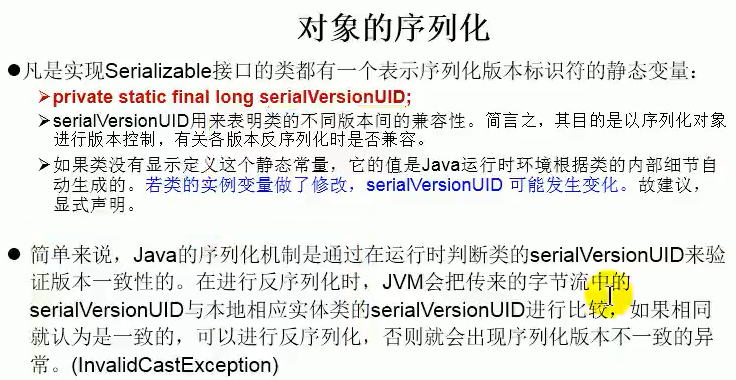 对象的序列化
●凡是实现Serializable接口的类都有一个表示序列化版本标识符的静态变量:
➢private static final long serialVersionUID;
➢serialVersionUID用来表明类的不同版本间的兼容性。简言之，其目的是以序列化对象
进行版本控制，有关各版本反序列化时是否兼容。
➢如果类没有显示定义这个静态常量，它的值是Java运行时环境根据类的内部细节自
动生成的。若类的实例变量做了修改，serialVersionUID 可能发生变化。故建议，
显式声明。
● 简单来说，Java的序列化机制是通过在运行时判断类的serialVersionUID来验
证版本一致性的。在进行反序列化时，JVM会把传来的字节流中的
serialVersionUID与本地相应实体类的serialVersionUID进行比较，如果相同
就认为是一致的，可以进行反序列化，否则就会出现序列化版本不一致的异
常。(InvalidCastException)